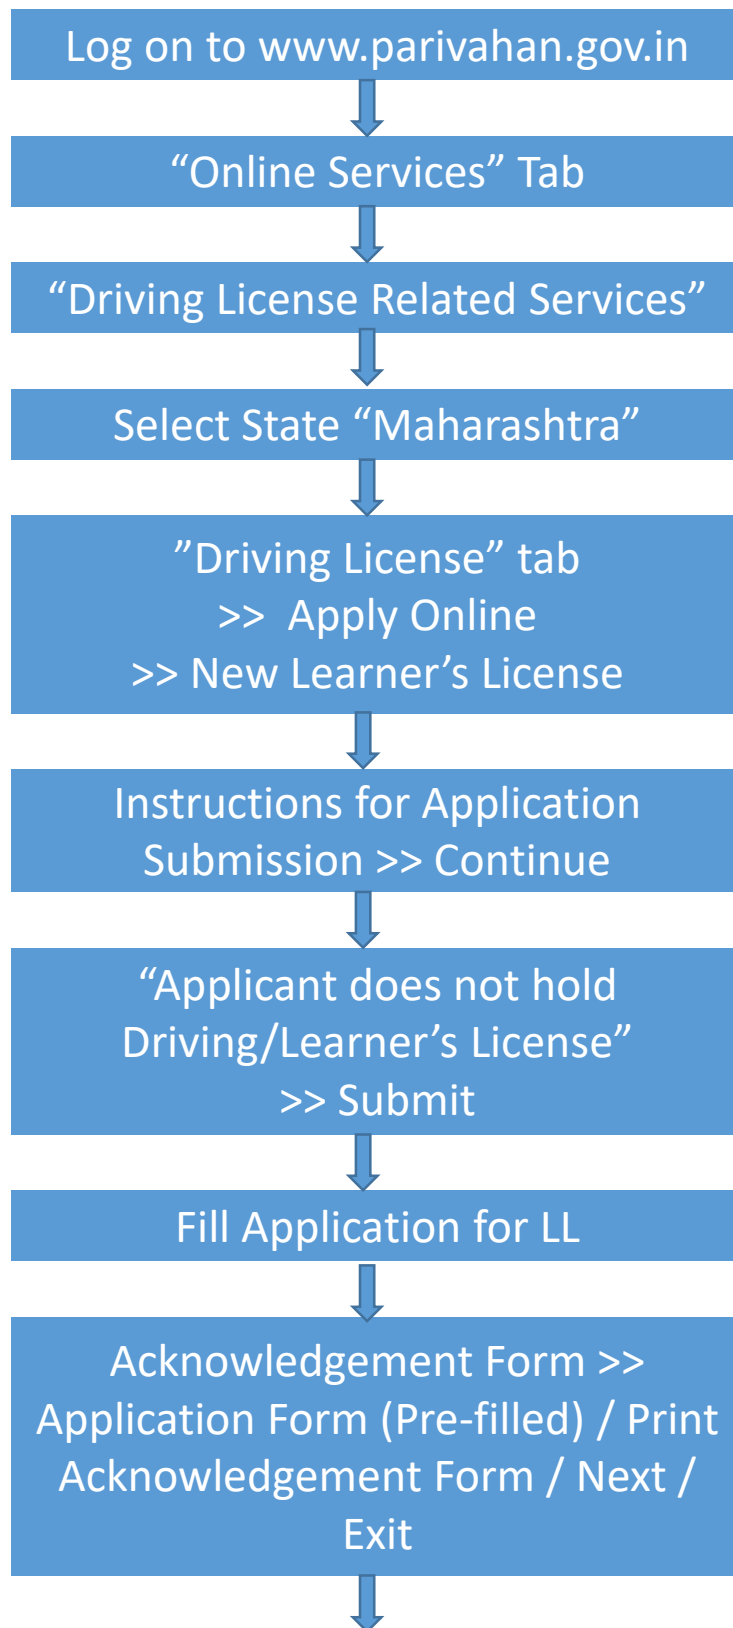 Log on to www.parivahan.gov.in
“Online Services” Tab
“Driving License Related Services”
Select State “Maharashtra”
”Driving License” tab
>> Apply Online
>> New Learner’s License
Instructions for Application
Submission >> Continue
“Applicant does not hold
Driving/Learner’s License”
>> Submit
Fill Application for LL
Acknowledgement Form >>
Application Form (Pre-filled) / Print
Acknowledgement Form / Next /
Exit